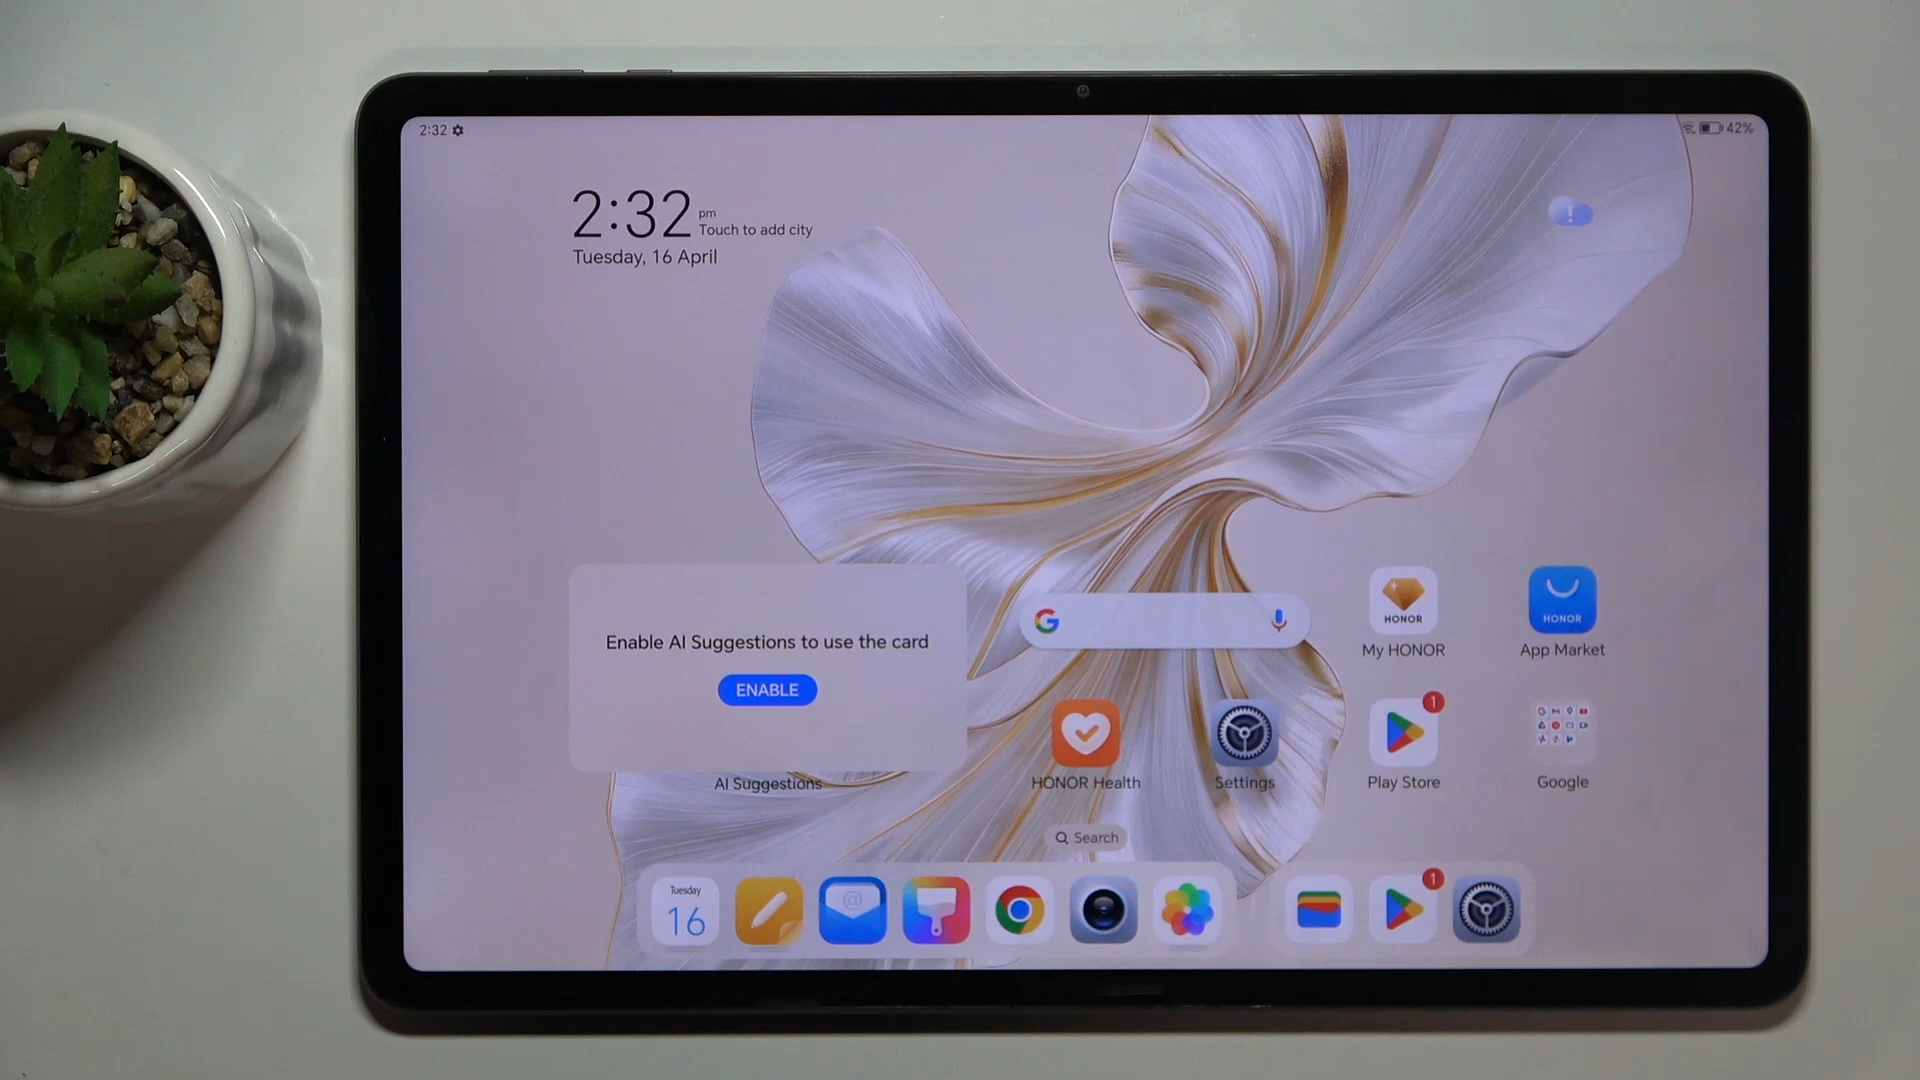 2:32
42%
2:32 pm
Touch to add city
Tuesday, 16 April
Enable AI Suggestions to use the card
ENABLE
AI Suggestions
G
HONOR
My HONOR
HONOR
App Market
HONOR Health
Settings
1
Play Store
Google
Search
Tuesday
16
@
1